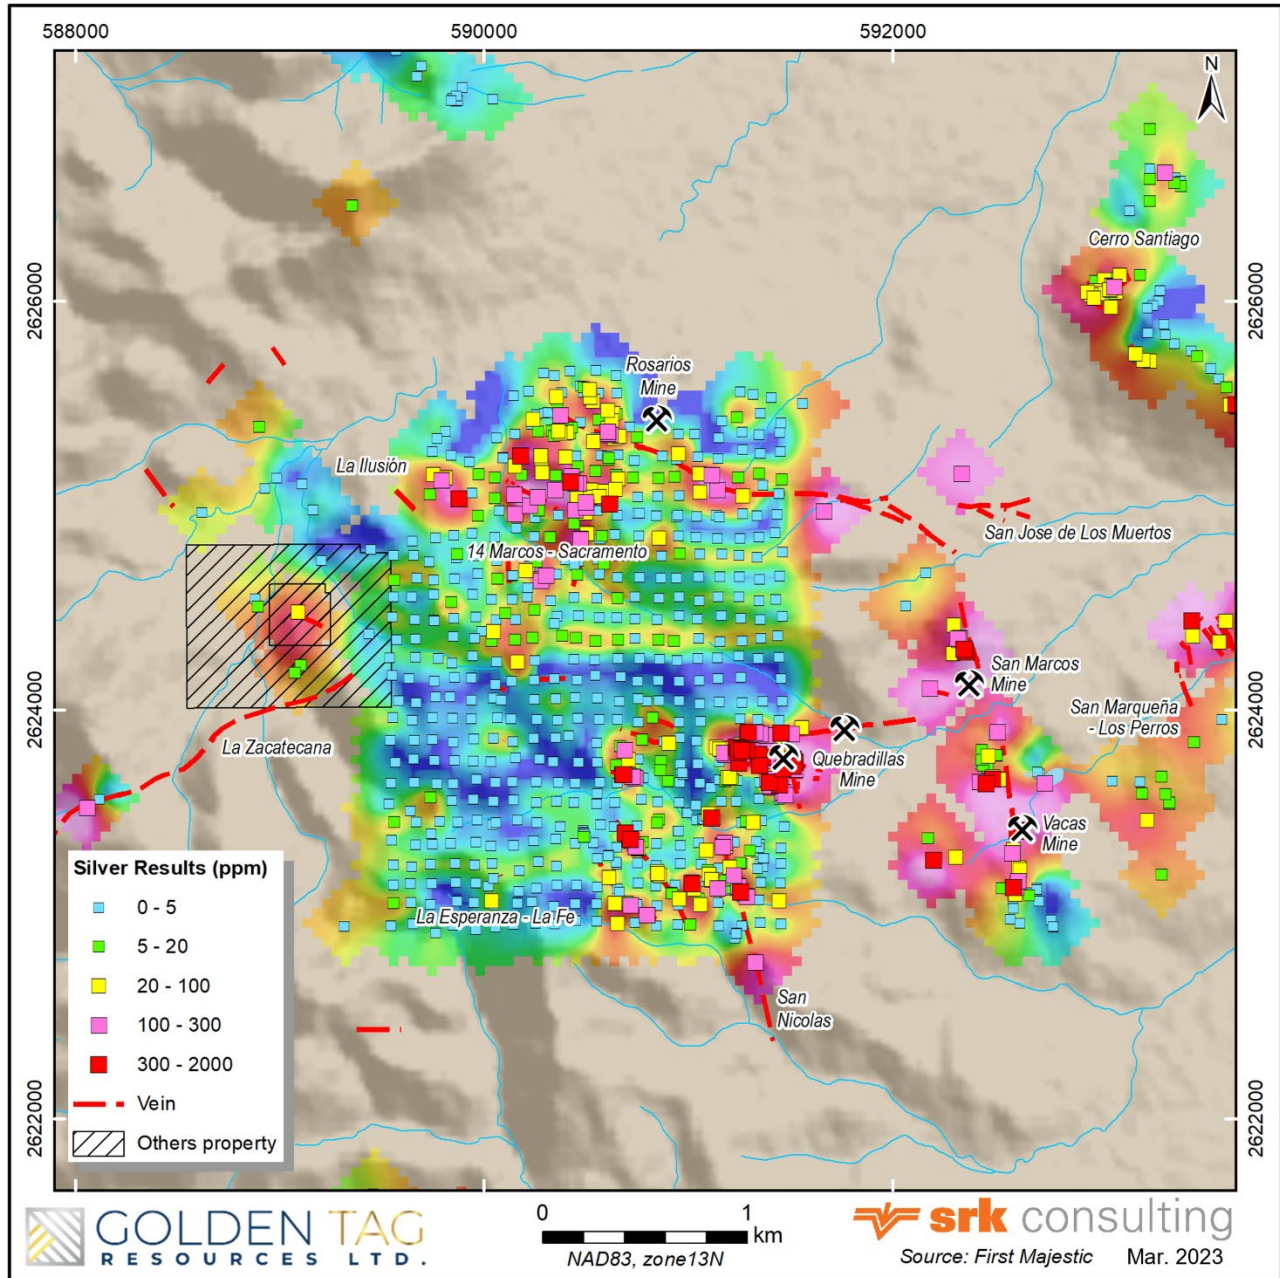 588000
590000
592000
N
Cerro Santiago
2626000
2626000
Rosarios
Mine
La Ilusión
San Jose de Los Muertos
14 Marcos - Sacramento
San Marcos
Mine
2624000
2624000
San Marqueña
- Los Perros
La Zacatecana
Quebradillas
Mine
Vacas
Mine
Silver Results (ppm)
0 - 5
5 - 20
20 - 100
100 - 300
300 - 2000
Vein
Others property
La Esperanza - La Fe
San
Nicolas
2622000
2622000
GOLDEN TAG
RESOURCES LTD.
0 1
km
NAD83, zone13N
srk consulting
Source: First Majestic Mar. 2023